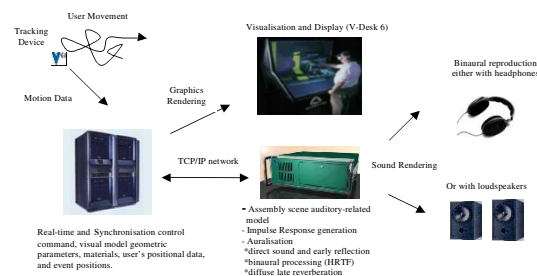 User Movement
Tracking
Device
Motion Data
Visualisation and Display (V-Desk 6)
Graphics
Rendering
Binaural reproduction
either with headphones
TCP/IP network
Sound Rendering
Or with loudspeakers
Real-time and Synchronisation control
command, visual model geometric
parameters, materials, user's positional data,
and event positions.
- Assembly scene auditory-related
model
- Impulse Response generation
- Auralisation
*direct sound and early reflection
*binaural processing (HRTF)
*diffuse late reverberation